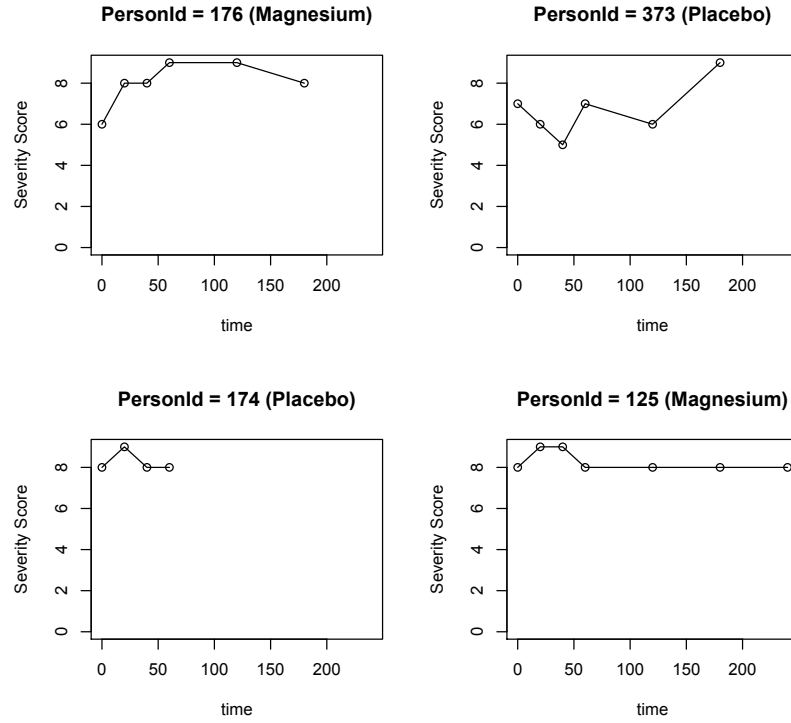 PersonId = 176 (Magnesium)
Severity Score
8
6
4
2
0
0 50 100 150 200
time
PersonId = 373 (Placebo)
Severity Score
8
6
4
2
0
0 50 100 150 200
time
PersonId = 174 (Placebo)
Severity Score
8
6
4
2
0
0 50 100 150 200
time
PersonId = 125 (Magnesium)
Severity Score
8
6
4
2
0
0 50 100 150 200
time